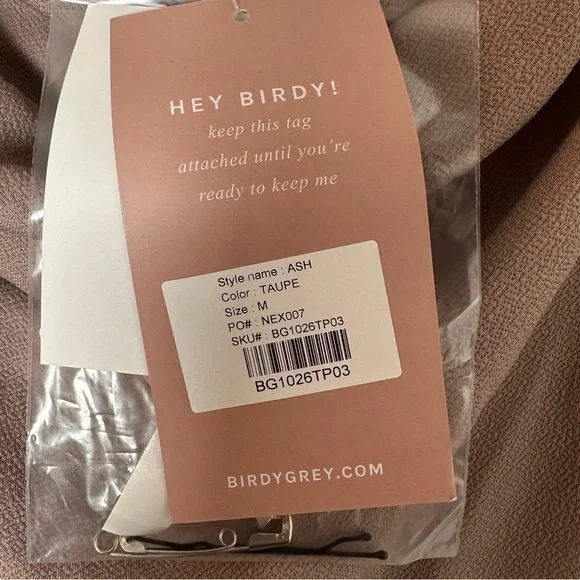 HEY BIRDY!
keep this tag
attached until you're
ready to keep me
Style name : ASH
Color : TAUPE
Size : M
PO# : NEX007
SKU# : BG1026TP03
BG1026TP03
BIRDYGREY.COM